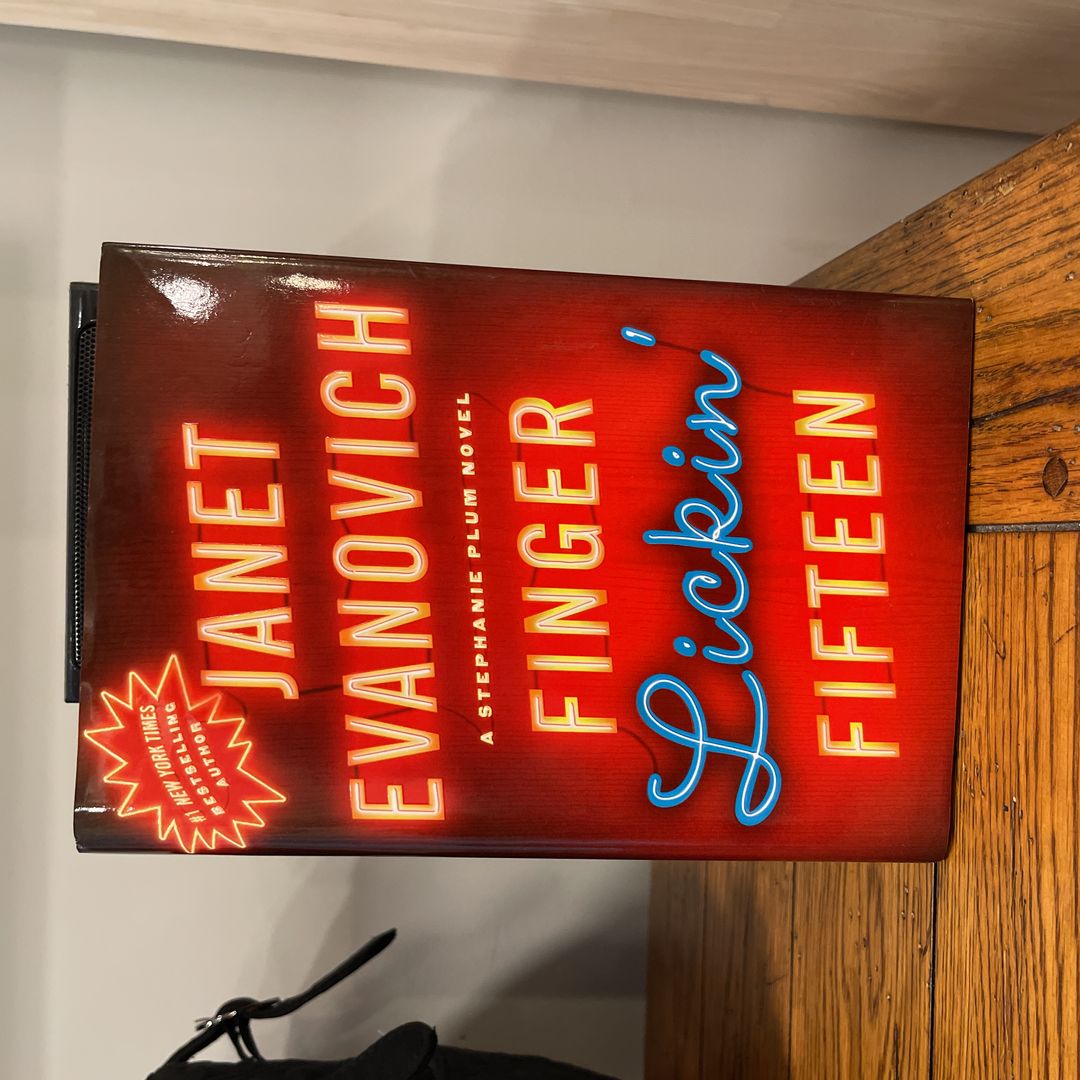 #1 NEW YORK TIMES
BESTSELLING
AUTHOR
JANET
EVANOVICH
A STEPHANIE PLUM NOVEL
FINGER
Lickin'
FIFTEEN